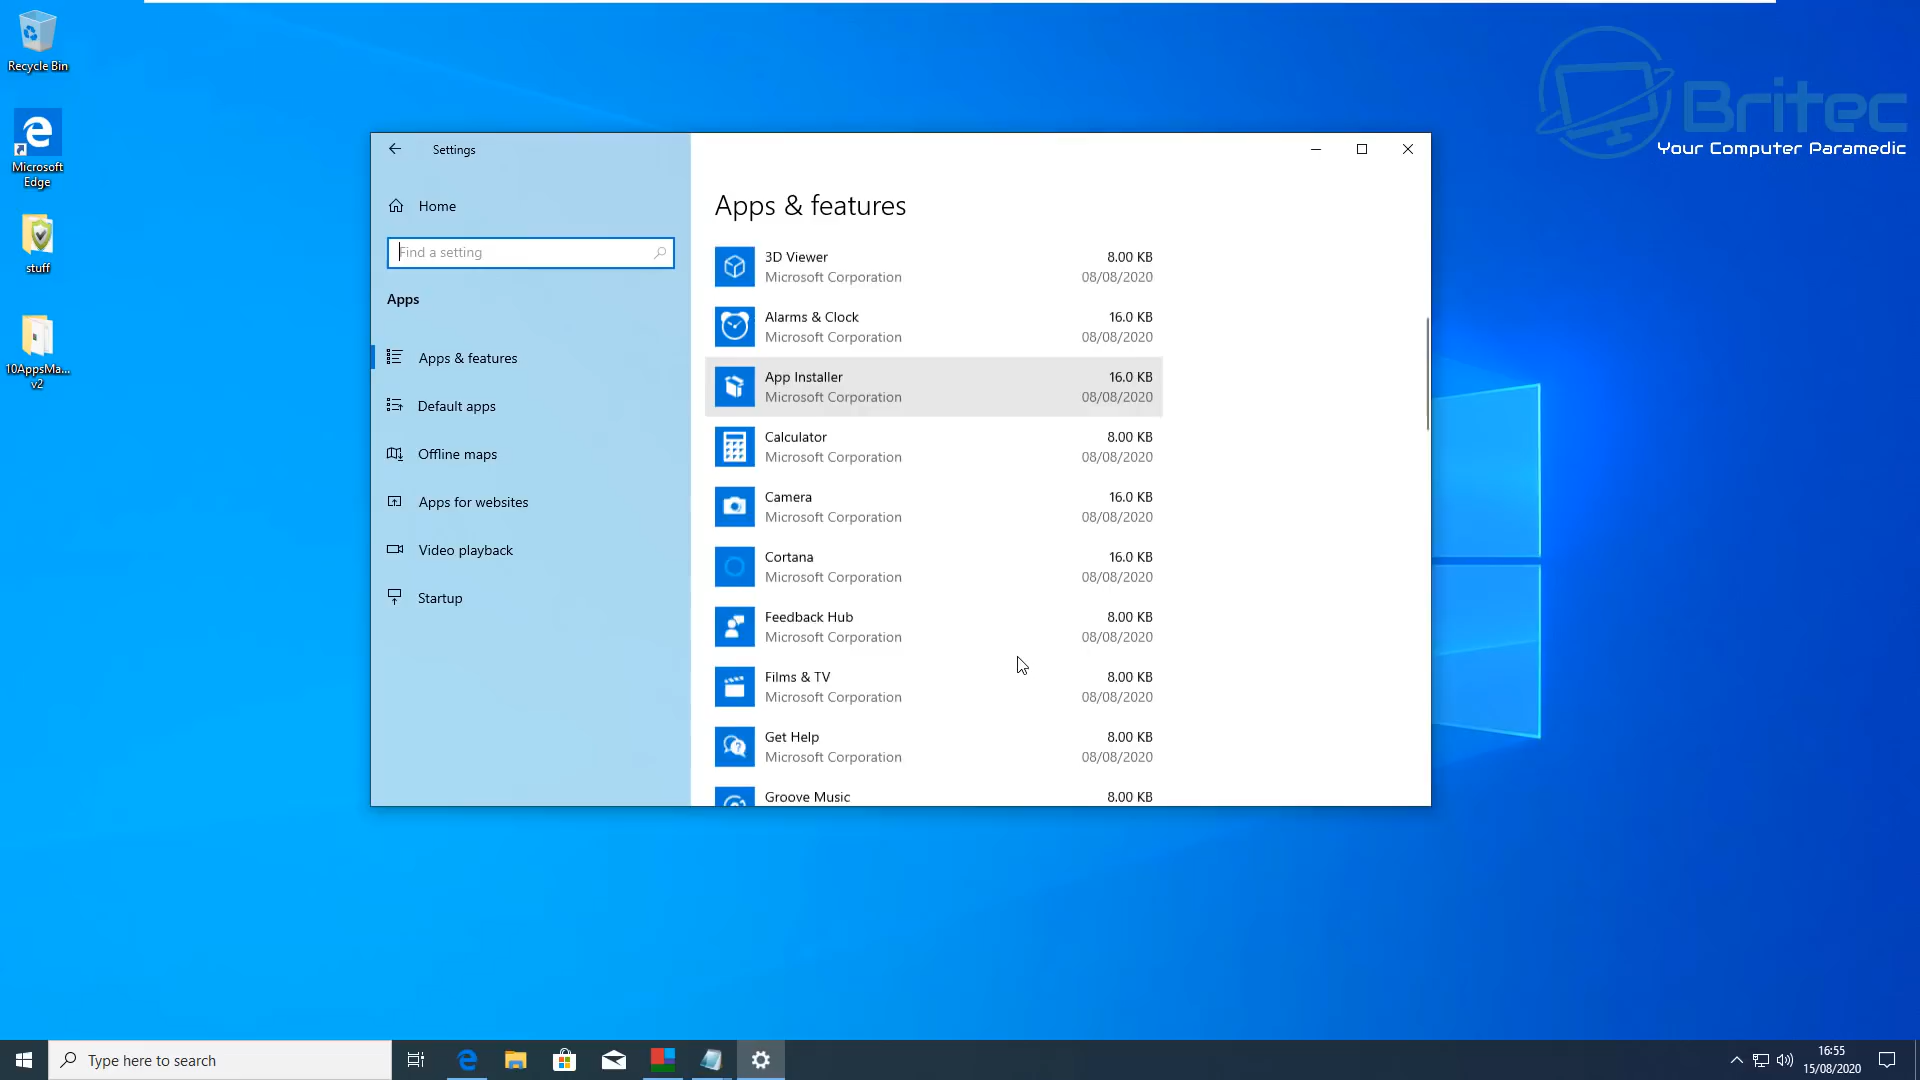 Recycle Bin
Microsoft
Edge
stuff
10AppsMa...
v2
Britec
Your Computer Paramedic
Settings
Home
Find a setting
Apps
Apps & features
Default apps
Offline maps
Apps for websites
Video playback
Startup
Apps & features
3D Viewer 8.00 KB
Microsoft Corporation 08/08/2020
Alarms & Clock 16.0 KB
Microsoft Corporation 08/08/2020
App Installer 16.0 KB
Microsoft Corporation 08/08/2020
Calculator 8.00 KB
Microsoft Corporation 08/08/2020
Camera 16.0 KB
Microsoft Corporation 08/08/2020
Cortana 16.0 KB
Microsoft Corporation 08/08/2020
Feedback Hub 8.00 KB
Microsoft Corporation 08/08/2020
Films & TV 8.00 KB
Microsoft Corporation 08/08/2020
Get Help 8.00 KB
Microsoft Corporation 08/08/2020
Groove Music 8.00 KB
Type here to search
16:55
15/08/2020